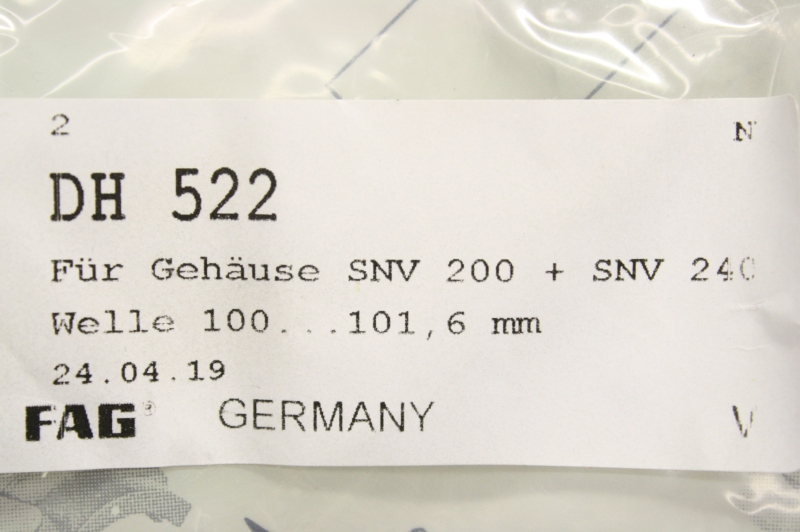 2 N
DH 522
Für Gehäuse SNV 200 + SNV 240
Welle 100...101,6 mm
24.04.19
FAG® GERMANY V